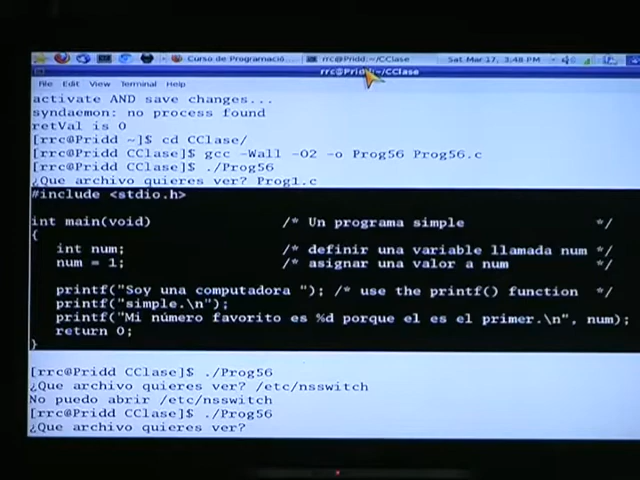 Curso de Programació...
rrc@Pridd:~/CClase
Sat Mar 17, 3:48 PM
rrc@Pridd:~/CClase
File Edit View Terminal Help
activate AND save changes...
syndaemon: no process found
retVal is 0
[rrc@Pridd ~]$ cd CClase/
[rrc@Pridd CClase]$ gcc -Wall -O2 -o Prog56 Prog56.c
[rrc@Pridd CClase]$ ./Prog56
¿Que archivo quieres ver? Prog1.c
#include <stdio.h>
int main(void) /* Un programa simple */
{
int num; /* definir una variable llamada num */
num = 1; /* asignar una valor a num */
printf("Soy una computadora "); /* use the printf() function */
printf("simple.\n");
printf("Mi número favorito es %d porque el es el primer.\n", num);
return 0;
}
[rrc@Pridd CClase]$ ./Prog56
¿Que archivo quieres ver? /etc/nsswitch
No puedo abrir /etc/nsswitch
[rrc@Pridd CClase]$ ./Prog56
¿Que archivo quieres ver?